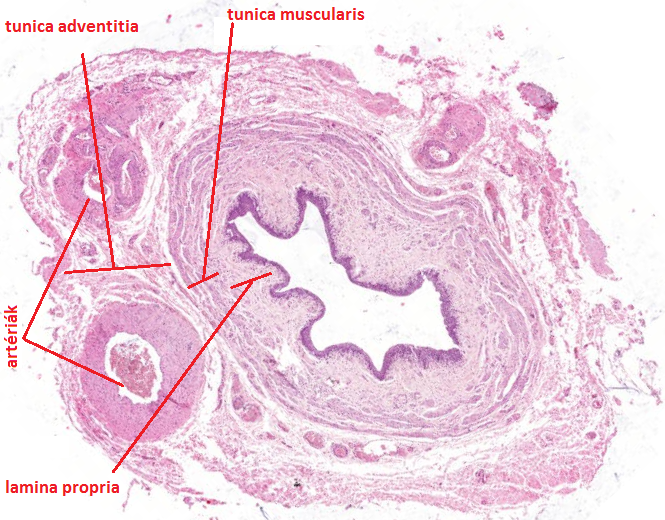 tunica muscularis
tunica adventitia
artériák
lamina propria